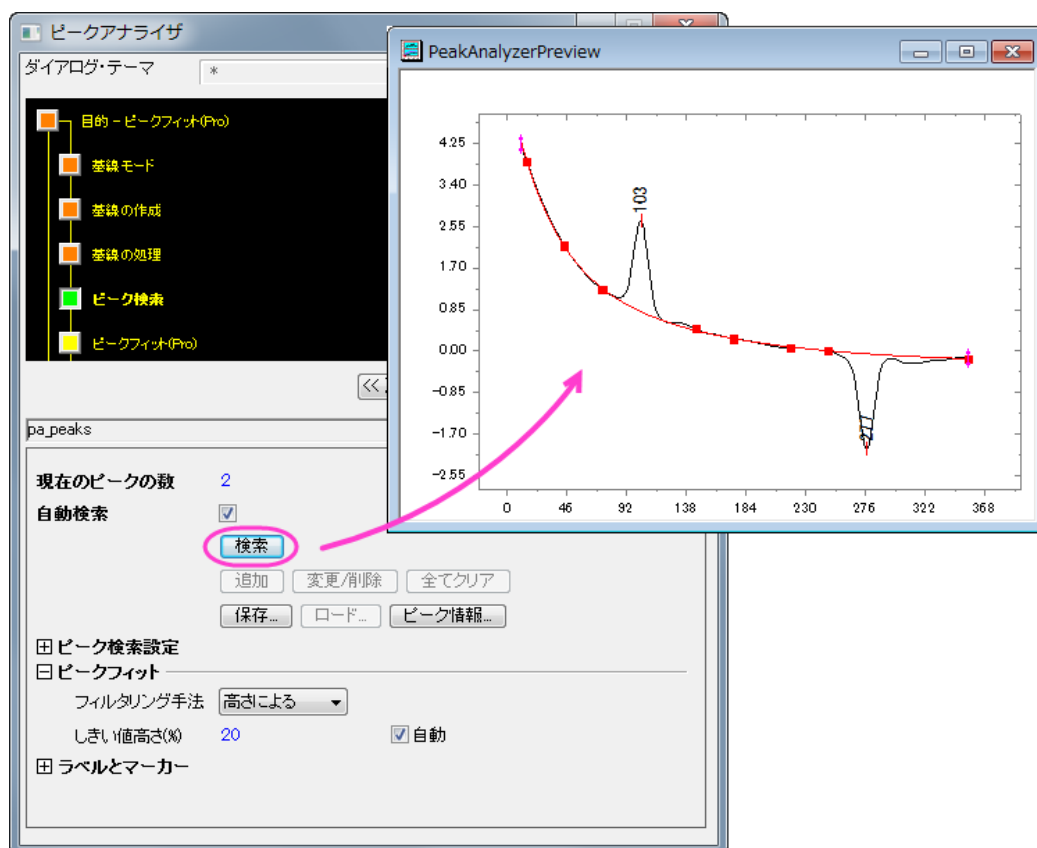 ピークアナライザ
ダイアログ・テーマ
*
目的 - ピークフィット(Pro)
基線モード
基線の作成
基線の処理
ピーク検索
ピークフィット(Pro)
<<
pa_peaks
現在のピークの数 2
自動検索
検索
追加 変更/削除 全てクリア
保存... ロード... ピーク情報...
ピーク検索設定
ピークフィット
フィルタリング手法 高さによる
しきい値高さ(%) 20 自動
ラベルとマーカー
PeakAnalyzerPreview
4.25
3.40
2.55
1.70
0.85
0.00
-0.85
-1.70
-2.55
103
0 46 92 138 184 230 276 322 368